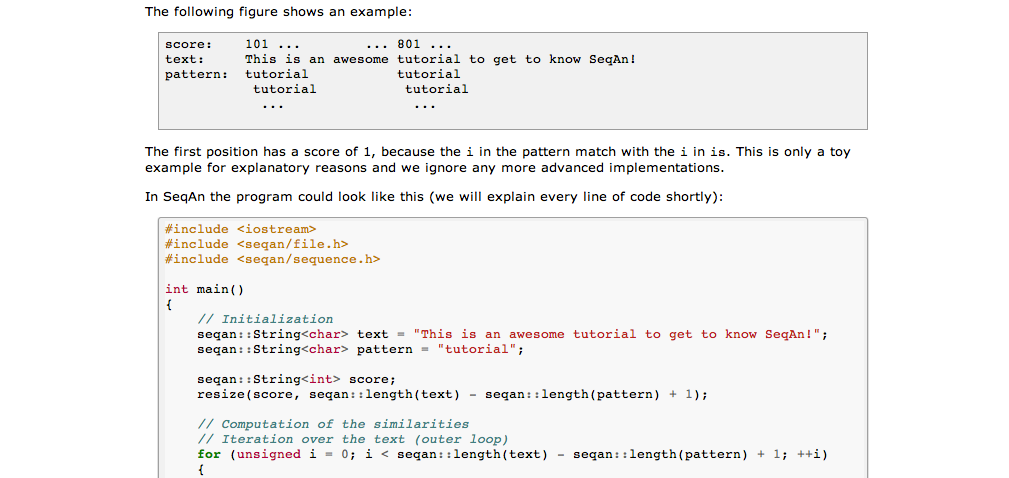 The following figure shows an example:
score:    101 ...        ... 801 ...
text:     This is an awesome tutorial to get to know SeqAn!
pattern:  tutorial           tutorial
           tutorial           tutorial
            ...                ...
The first position has a score of 1, because the i in the pattern match with the i in is. This is only a toy
example for explanatory reasons and we ignore any more advanced implementations.
In SeqAn the program could look like this (we will explain every line of code shortly):
#include <iostream>
#include <seqan/file.h>
#include <seqan/sequence.h>
int main()
{
    // Initialization
    seqan::String<char> text = "This is an awesome tutorial to get to know SeqAn!";
    seqan::String<char> pattern = "tutorial";
    seqan::String<int> score;
    resize(score, seqan::length(text) - seqan::length(pattern) + 1);
    // Computation of the similarities
    // Iteration over the text (outer loop)
    for (unsigned i = 0; i < seqan::length(text) - seqan::length(pattern) + 1; ++i)
    {